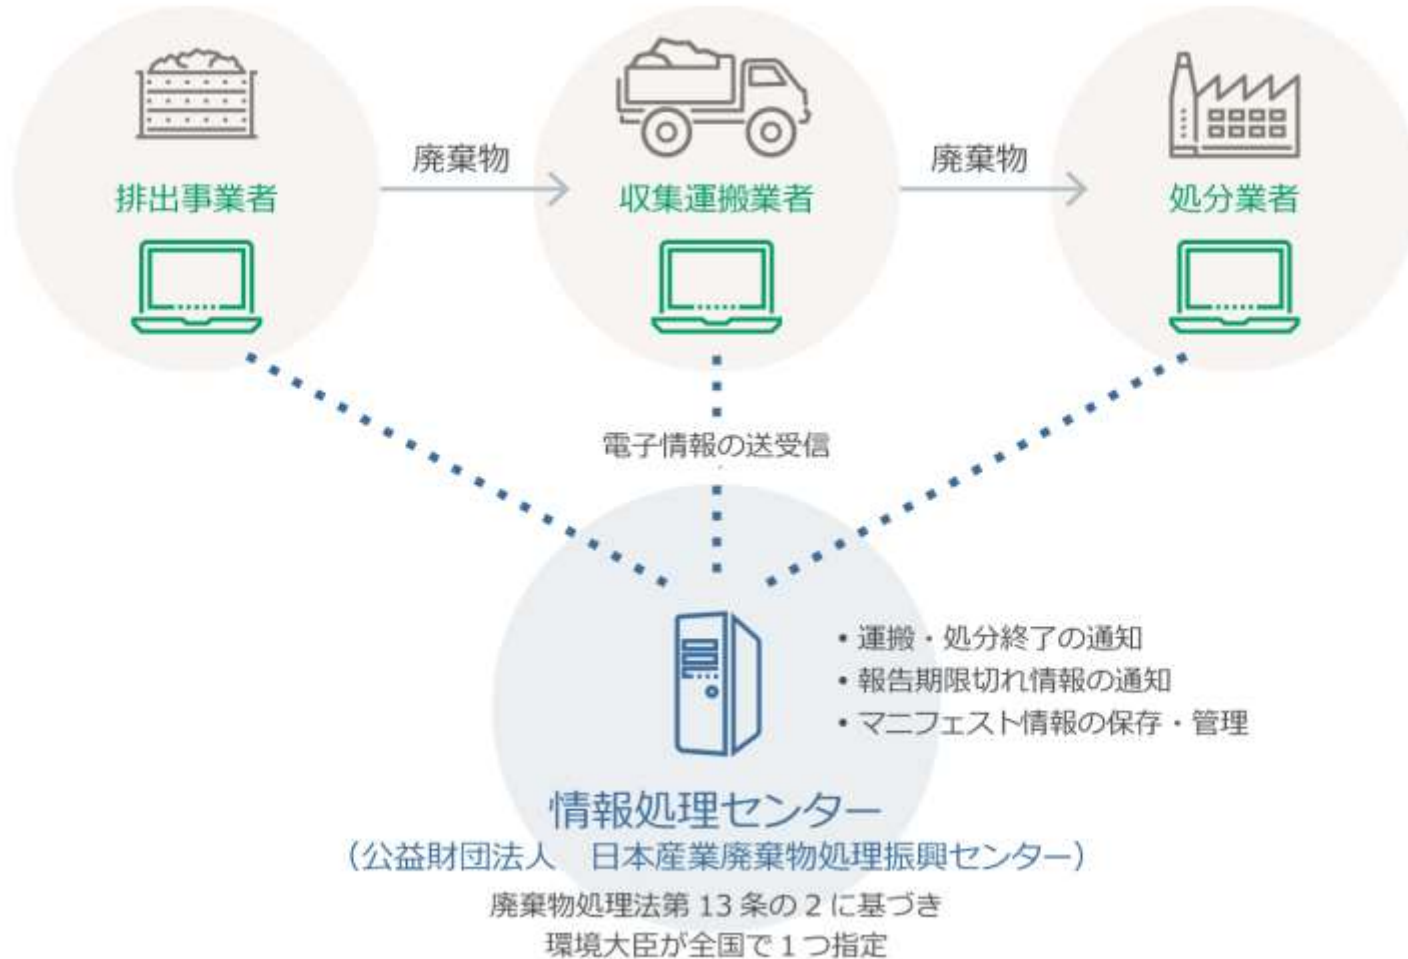 廃棄物
廃棄物
排出事業者
収集運搬業者
処分業者
電子情報の送受信
• 運搬・処分終了の通知
• 報告期限切れ情報の通知
• マニフェスト情報の保存・管理
情報処理センター
（公益財団法人　日本産業廃棄物処理振興センター）
廃棄物処理法第 13 条の 2 に基づき
環境大臣が全国で 1 つ指定